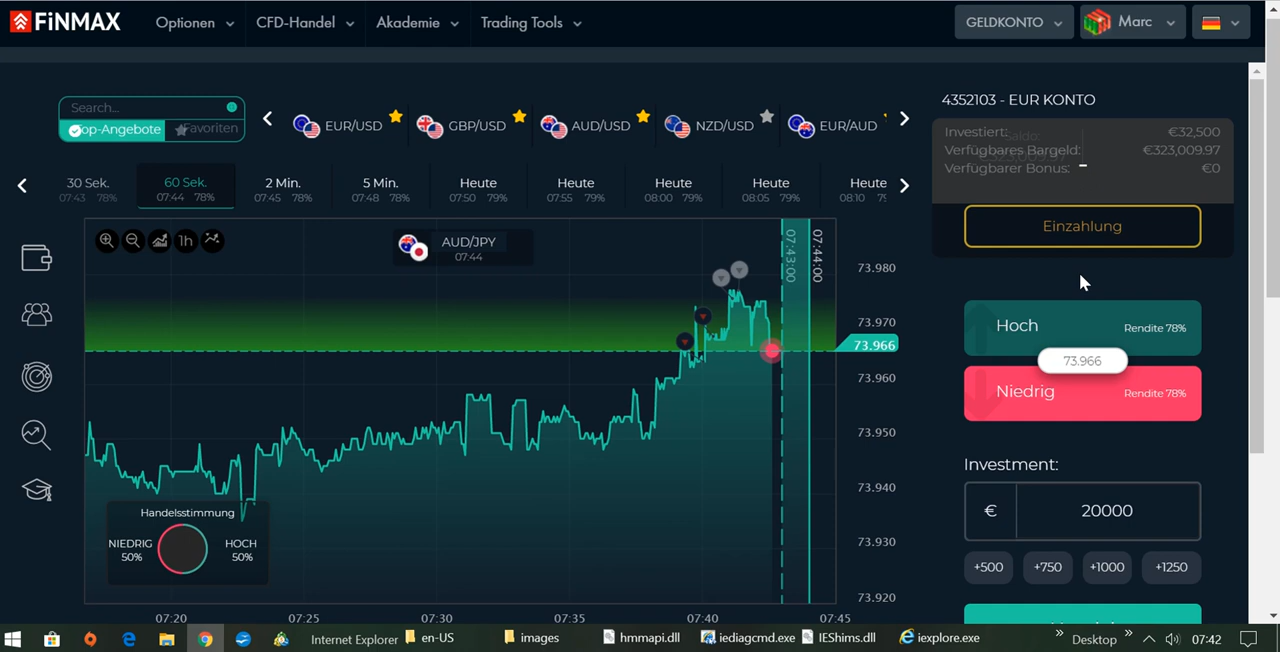 FiNMAX
Optionen
CFD-Handel
Akademie
Trading Tools
GELDKONTO
Marc
Search...
Top-Angebote
Favoriten
EUR/USD
GBP/USD
AUD/USD
NZD/USD
EUR/AUD
4352103 - EUR KONTO
Investiert:
€32,500
Saldo:
Verfügbares Bargeld:
€323,009.97
€323,009.97
Verfügbarer Bonus:
€0
Einzahlung
30 Sek.
07:43 78%
60 Sek.
07:44 78%
2 Min.
07:45 78%
5 Min.
07:48 78%
Heute
07:50 79%
Heute
07:55 79%
Heute
08:00 79%
Heute
08:05 79%
Heute
08:10 79
1h
AUD/JPY
07:44
07:43:00
07:44:00
73.980
73.970
73.966
73.960
73.950
73.940
73.930
73.920
Hoch
Rendite 78%
73.966
Niedrig
Rendite 78%
Investment:
€
20000
+500
+750
+1000
+1250
Handelsstimmung
NIEDRIG
50%
HOCH
50%
07:20
07:25
07:30
07:35
07:40
07:45
Internet Explorer
en-US
images
hmmapi.dll
iediagcmd.exe
IEShims.dll
iexplore.exe
Desktop
07:42